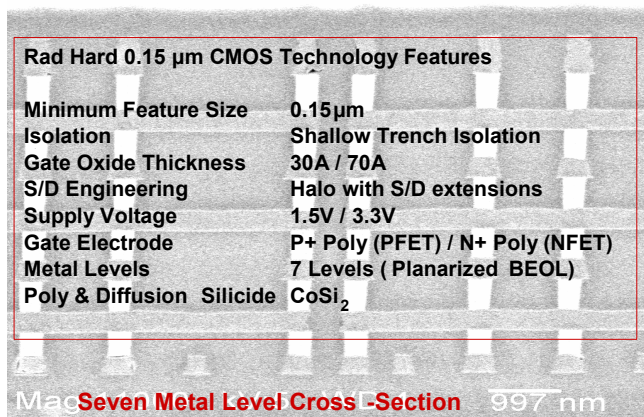 Rad Hard 0.15 µm CMOS Technology Features
Minimum Feature Size 0.15µm
Isolation Shallow Trench Isolation
Gate Oxide Thickness 30A / 70A
S/D Engineering Halo with S/D extensions
Supply Voltage 1.5V / 3.3V
Gate Electrode P+ Poly (PFET) / N+ Poly (NFET)
Metal Levels 7 Levels ( Planarized BEOL)
Poly & Diffusion Silicide CoSi2
Seven Metal Level Cross -Section
997 nm